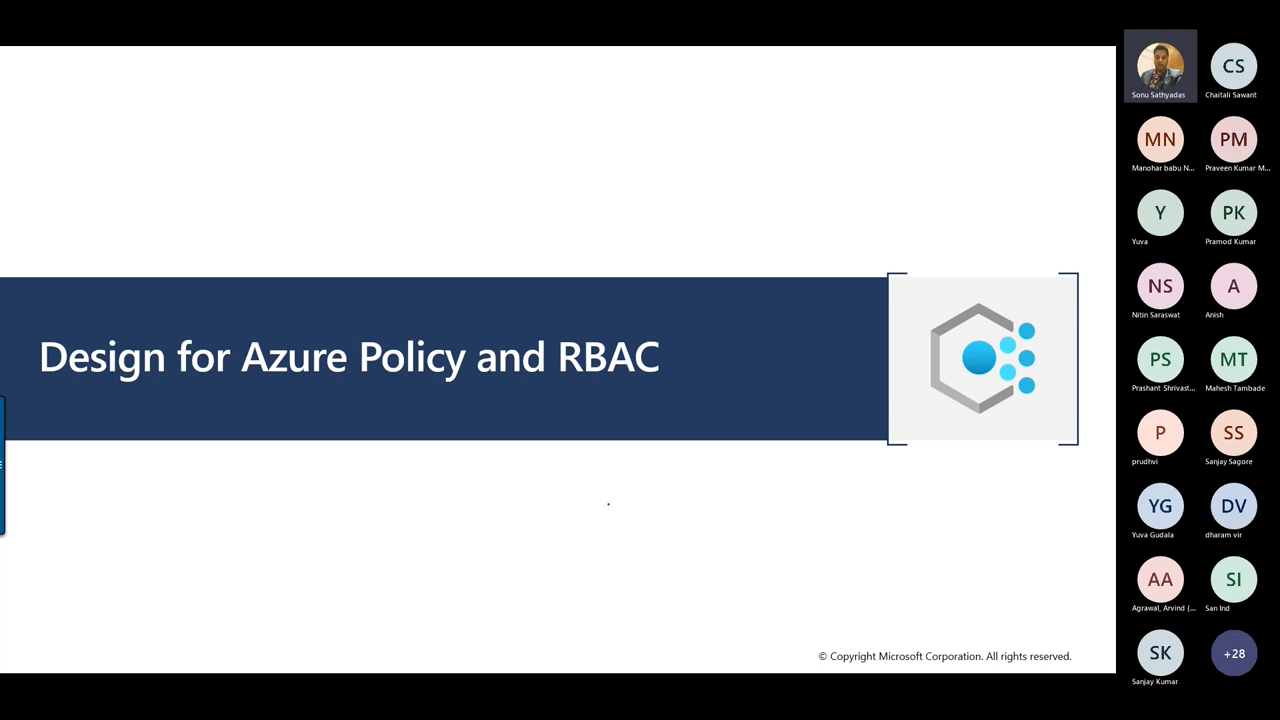 Design for Azure Policy and RBAC
© Copyright Microsoft Corporation. All rights reserved.
Sonu Sathyadas
CS
Chaitali Sawant
MN
Manohar babu N...
PM
Praveen Kumar M...
Y
Yuva
PK
Pramod Kumar
NS
Nitin Saraswat
A
Anish
PS
Prashant Shrivast...
MT
Mahesh Tambade
P
prudhvi
SS
Sanjay Sagore
YG
Yuva Gudala
DV
dharam vir
AA
Agrawal, Arvind (...
SI
San Ind
SK
Sanjay Kumar
+28